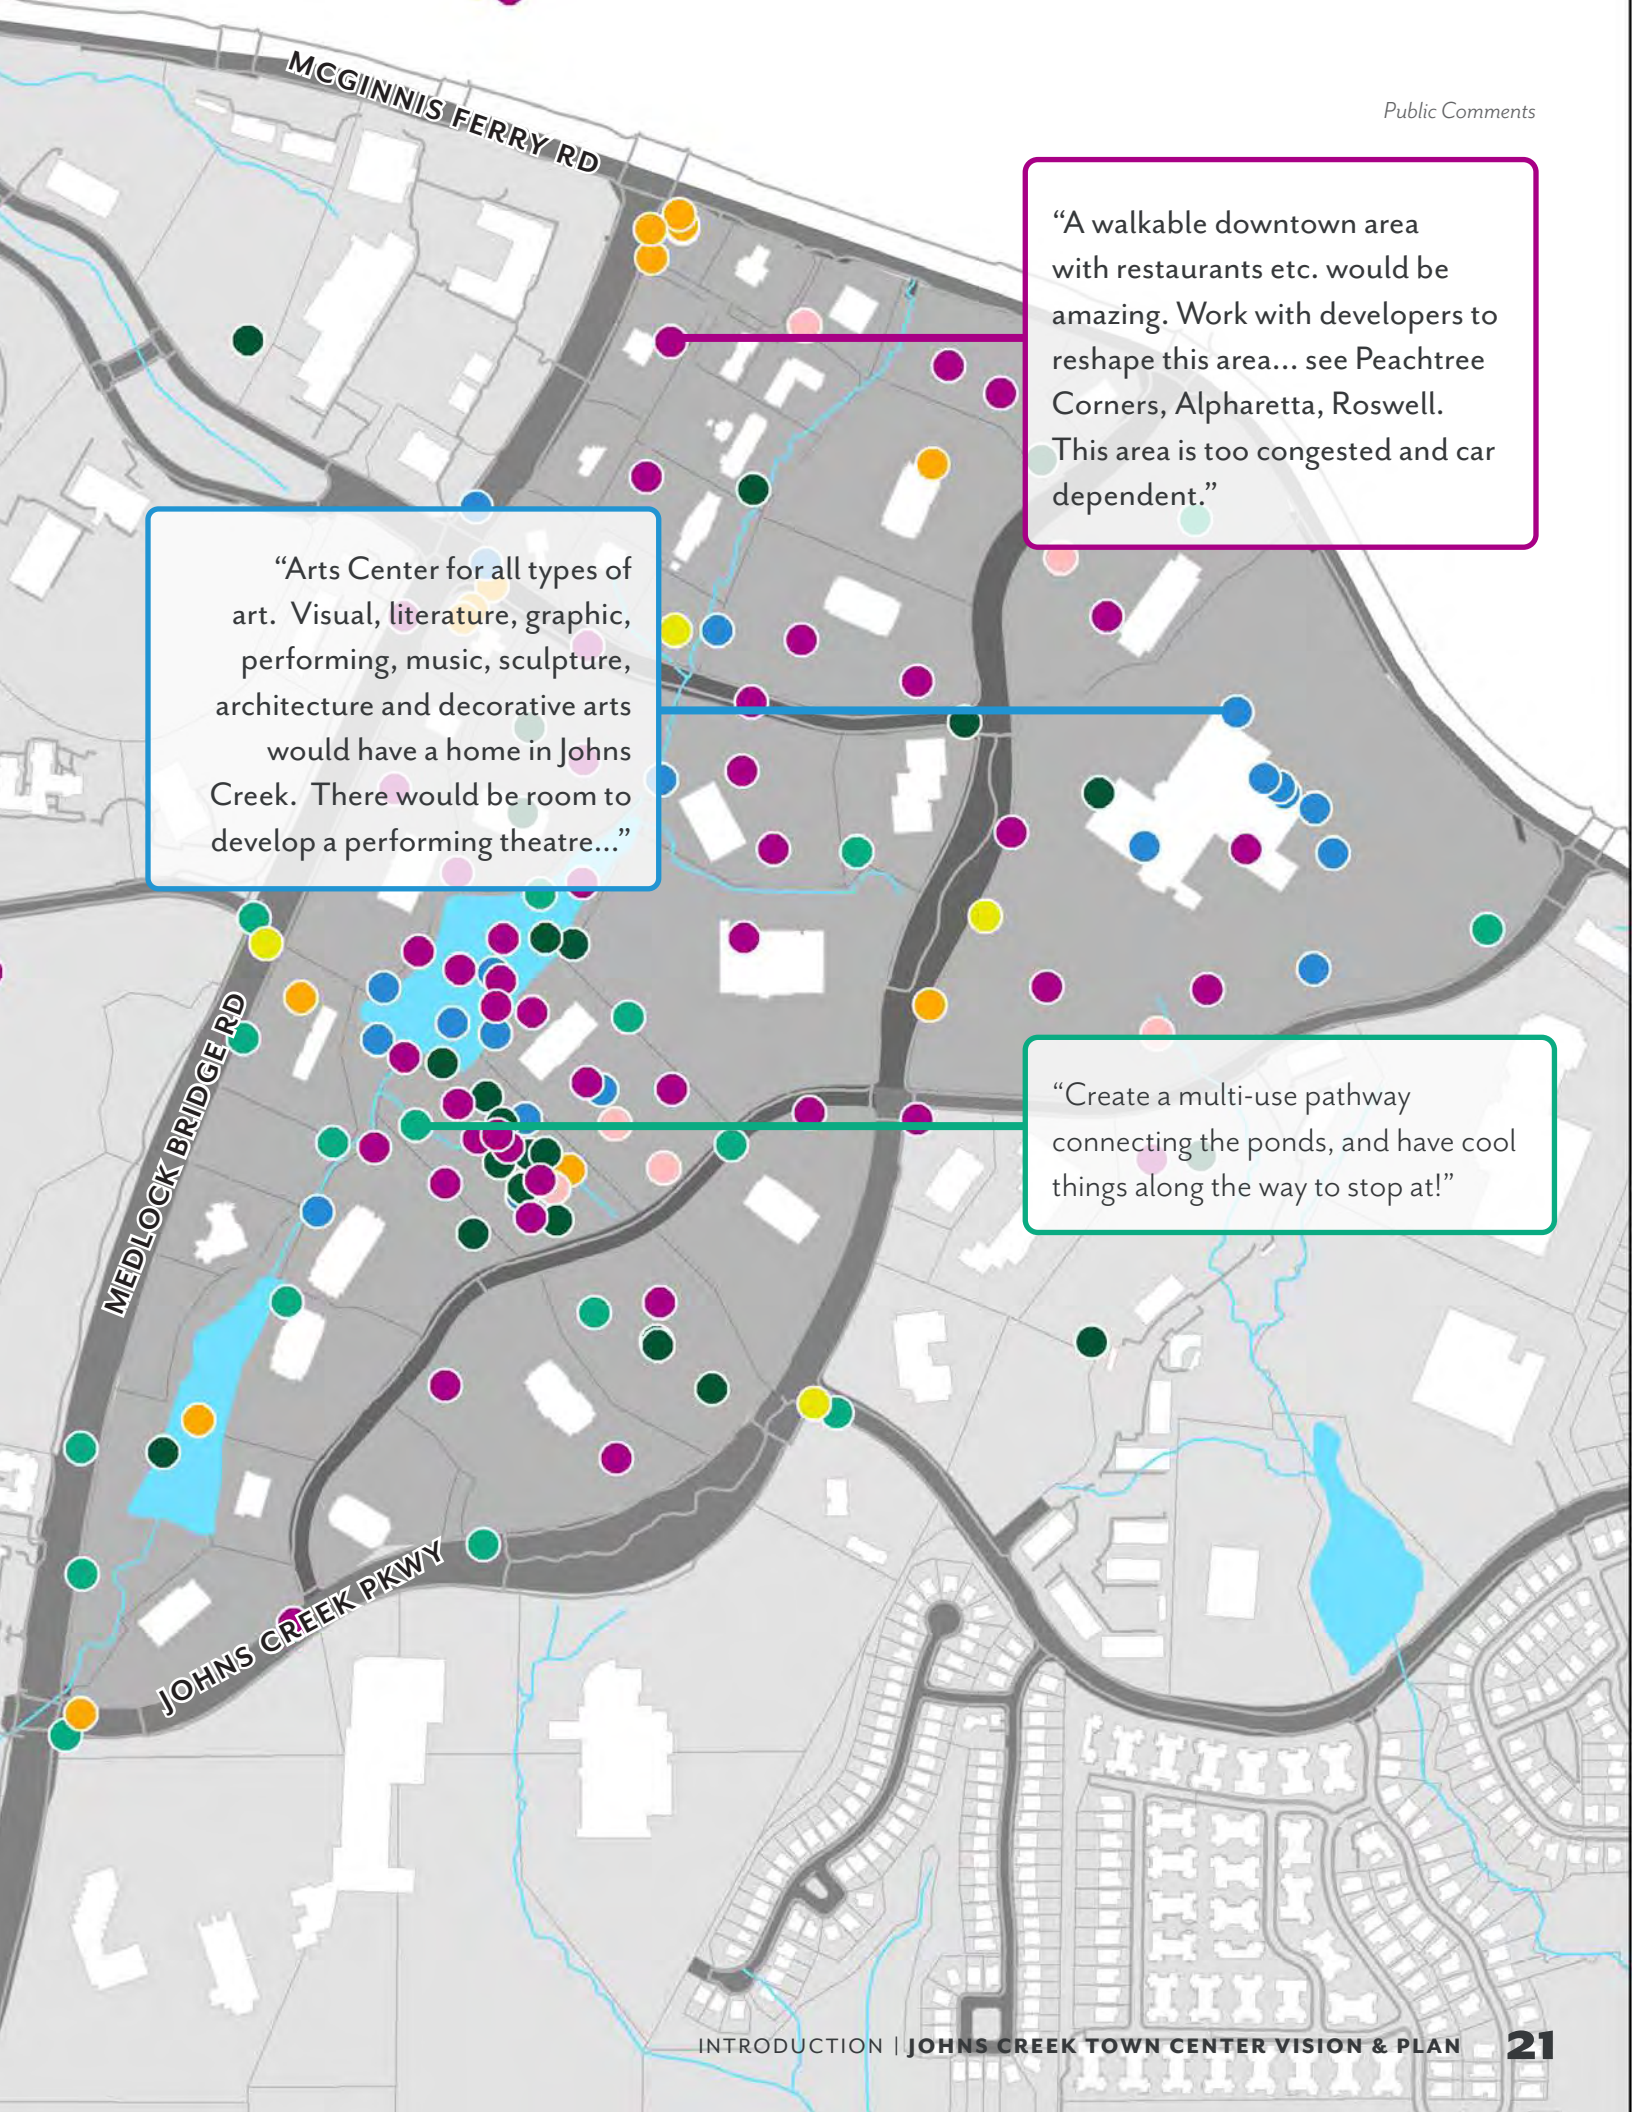 MCGINNIS FERRY RD
Public Comments
“A walkable downtown area
with restaurants etc. would be
amazing. Work with developers to
reshape this area... see Peachtree
Corners, Alpharetta, Roswell.
This area is too congested and car
dependent.”
“Arts Center for all types of
art.  Visual, literature, graphic,
performing, music, sculpture,
architecture and decorative arts
would have a home in Johns
Creek.  There would be room to
develop a performing theatre...”
MEDLOCK BRIDGE RD
“Create a multi-use pathway
connecting the ponds, and have cool
things along the way to stop at!”
JOHNS CREEK PKWY
INTRODUCTION | JOHNS CREEK TOWN CENTER VISION & PLAN 21